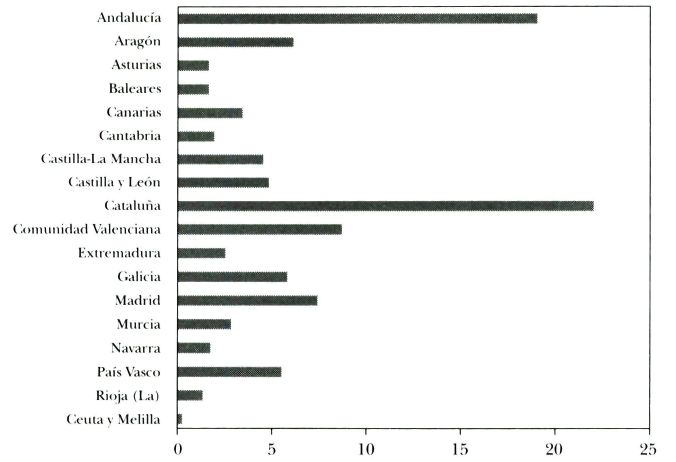 Andalucía
Aragón
Asturias
Baleares
Canarias
Cantabria
Castilla-La Mancha
Castilla y León
Cataluña
Comunidad Valenciana
Extremadura
Galicia
Madrid
Murcia
Navarra
País Vasco
Rioja (La)
Ceuta y Melilla
0 5 10 15 20 25